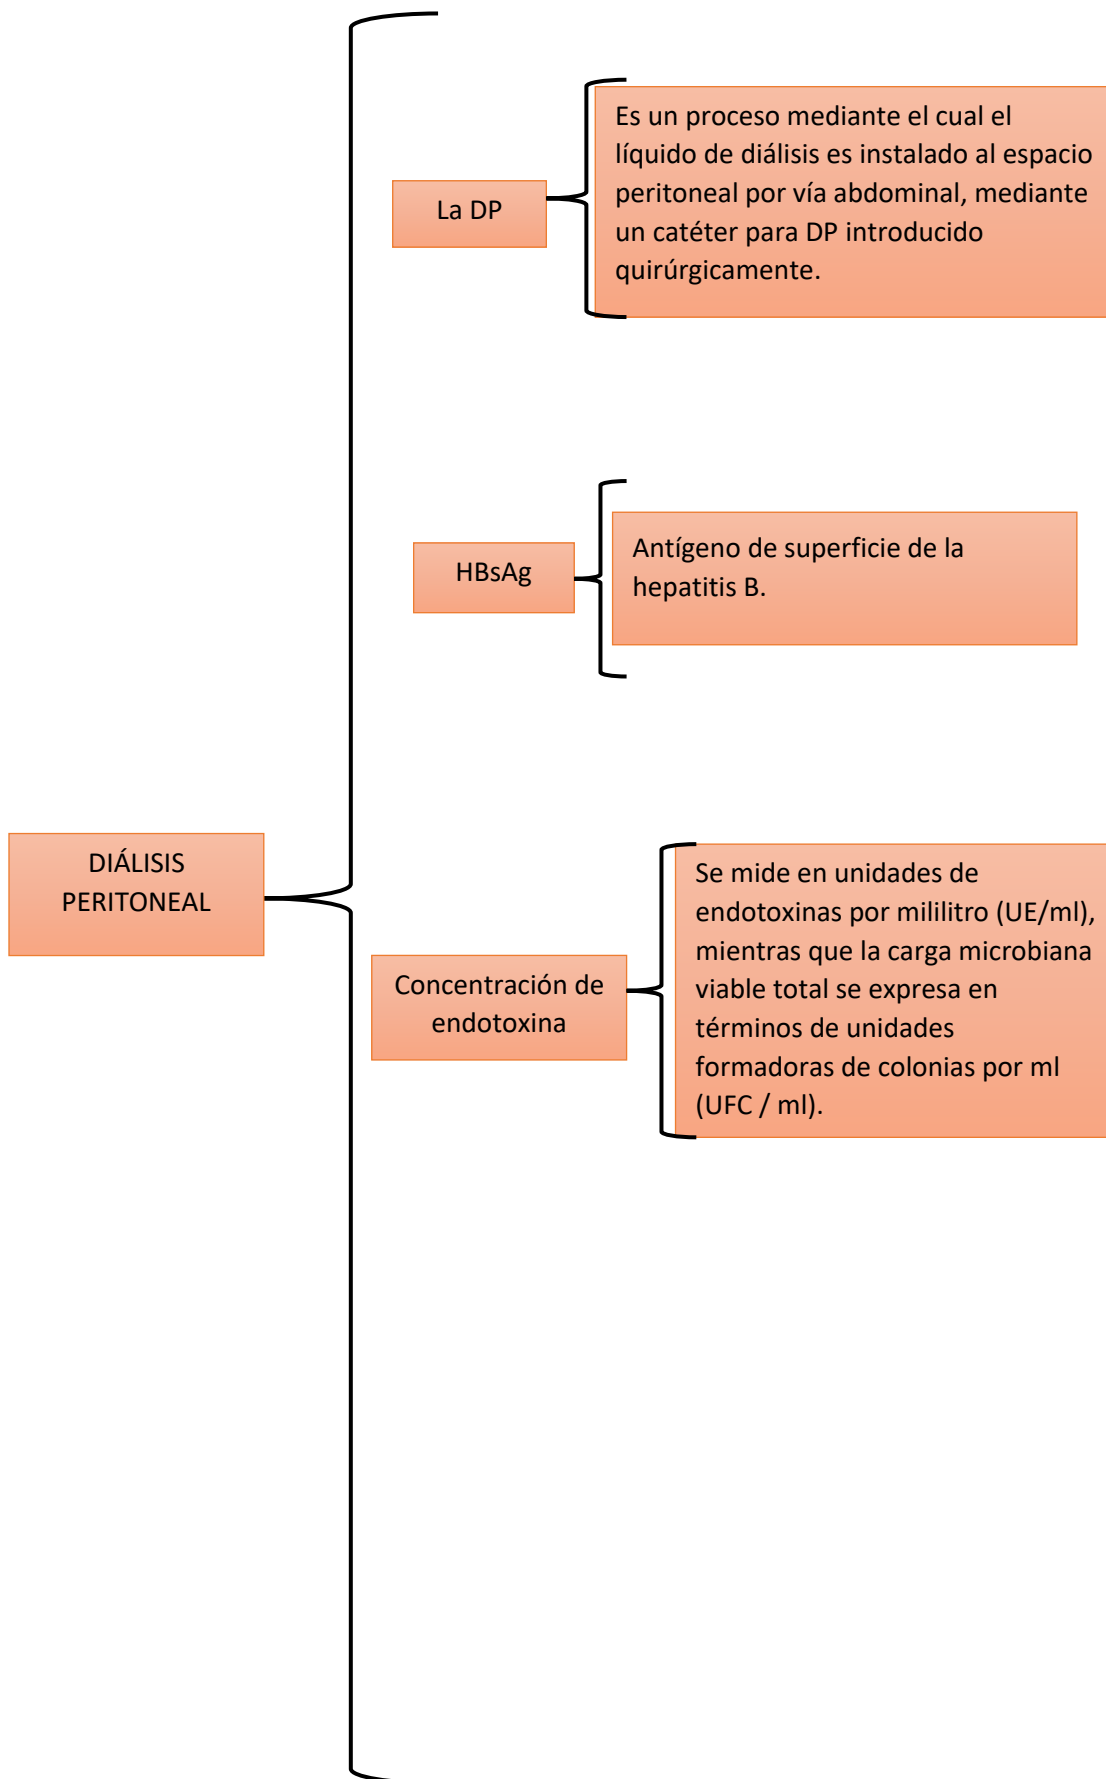 La DP
Es un proceso mediante el cual el
líquido de diálisis es instalado al espacio
peritoneal por vía abdominal, mediante
un catéter para DP introducido
quirúrgicamente.
HBsAg
Antígeno de superficie de la
hepatitis B.
DIÁLISIS
PERITONEAL
Concentración de
endotoxina
Se mide en unidades de
endotoxinas por mililitro (UE/ml),
mientras que la carga microbiana
viable total se expresa en
términos de unidades
formadoras de colonias por ml
(UFC / ml).